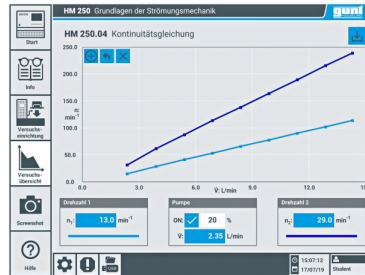 HM 250 Grundlagen der Strömungsmechanik
gunt
HM 250.04 Kontinuitätsgleichung
Start
Info
Versuchs-
einrichtung
Versuchs-
übersicht
Screenshot
Hilfe
250.0
200.0
150.0
n:
min⁻¹
100.0
50.0
0.0
0.0 3.0 6.0 9.0 12.0 15
V̇: L/min
Drehzahl 1
n₁: 13.0 min⁻¹
Pumpe
ON: 20 %
V̇: 2.35 L/min
Drehzahl 2
n₂: 29.0 min⁻¹
USB
15:07:12
17/07/19
Student